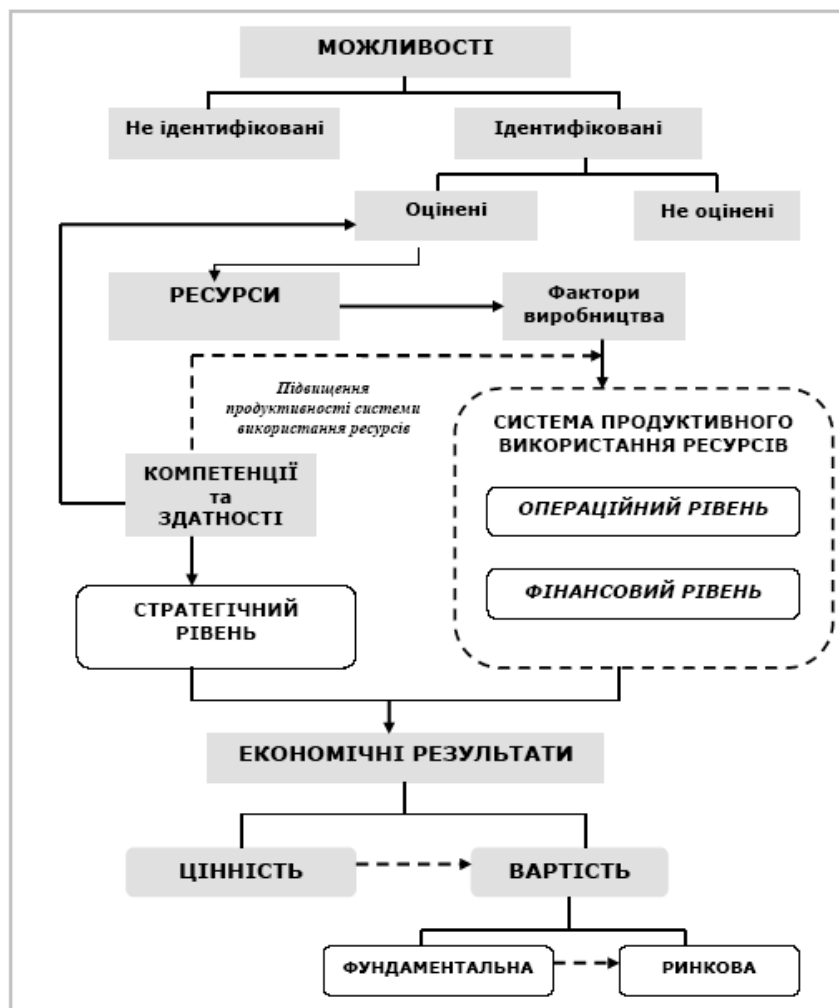 МОЖЛИВОСТІ
Не ідентифіковані
Ідентифіковані
Оцінені
Не оцінені
РЕСУРСИ
Фактори
виробництва
Підвищення
продуктивності системи
використання ресурсів
СИСТЕМА ПРОДУКТИВНОГО
ВИКОРИСТАННЯ РЕСУРСІВ
КОМПЕТЕНЦІЇ
та
ЗДАТНОСТІ
ОПЕРАЦІЙНИЙ РІВЕНЬ
ФІНАНСОВИЙ РІВЕНЬ
СТРАТЕГІЧНИЙ
РІВЕНЬ
ЕКОНОМІЧНІ РЕЗУЛЬТАТИ
ЦІННІСТЬ
ВАРТІСТЬ
ФУНДАМЕНТАЛЬНА
РИНКОВА